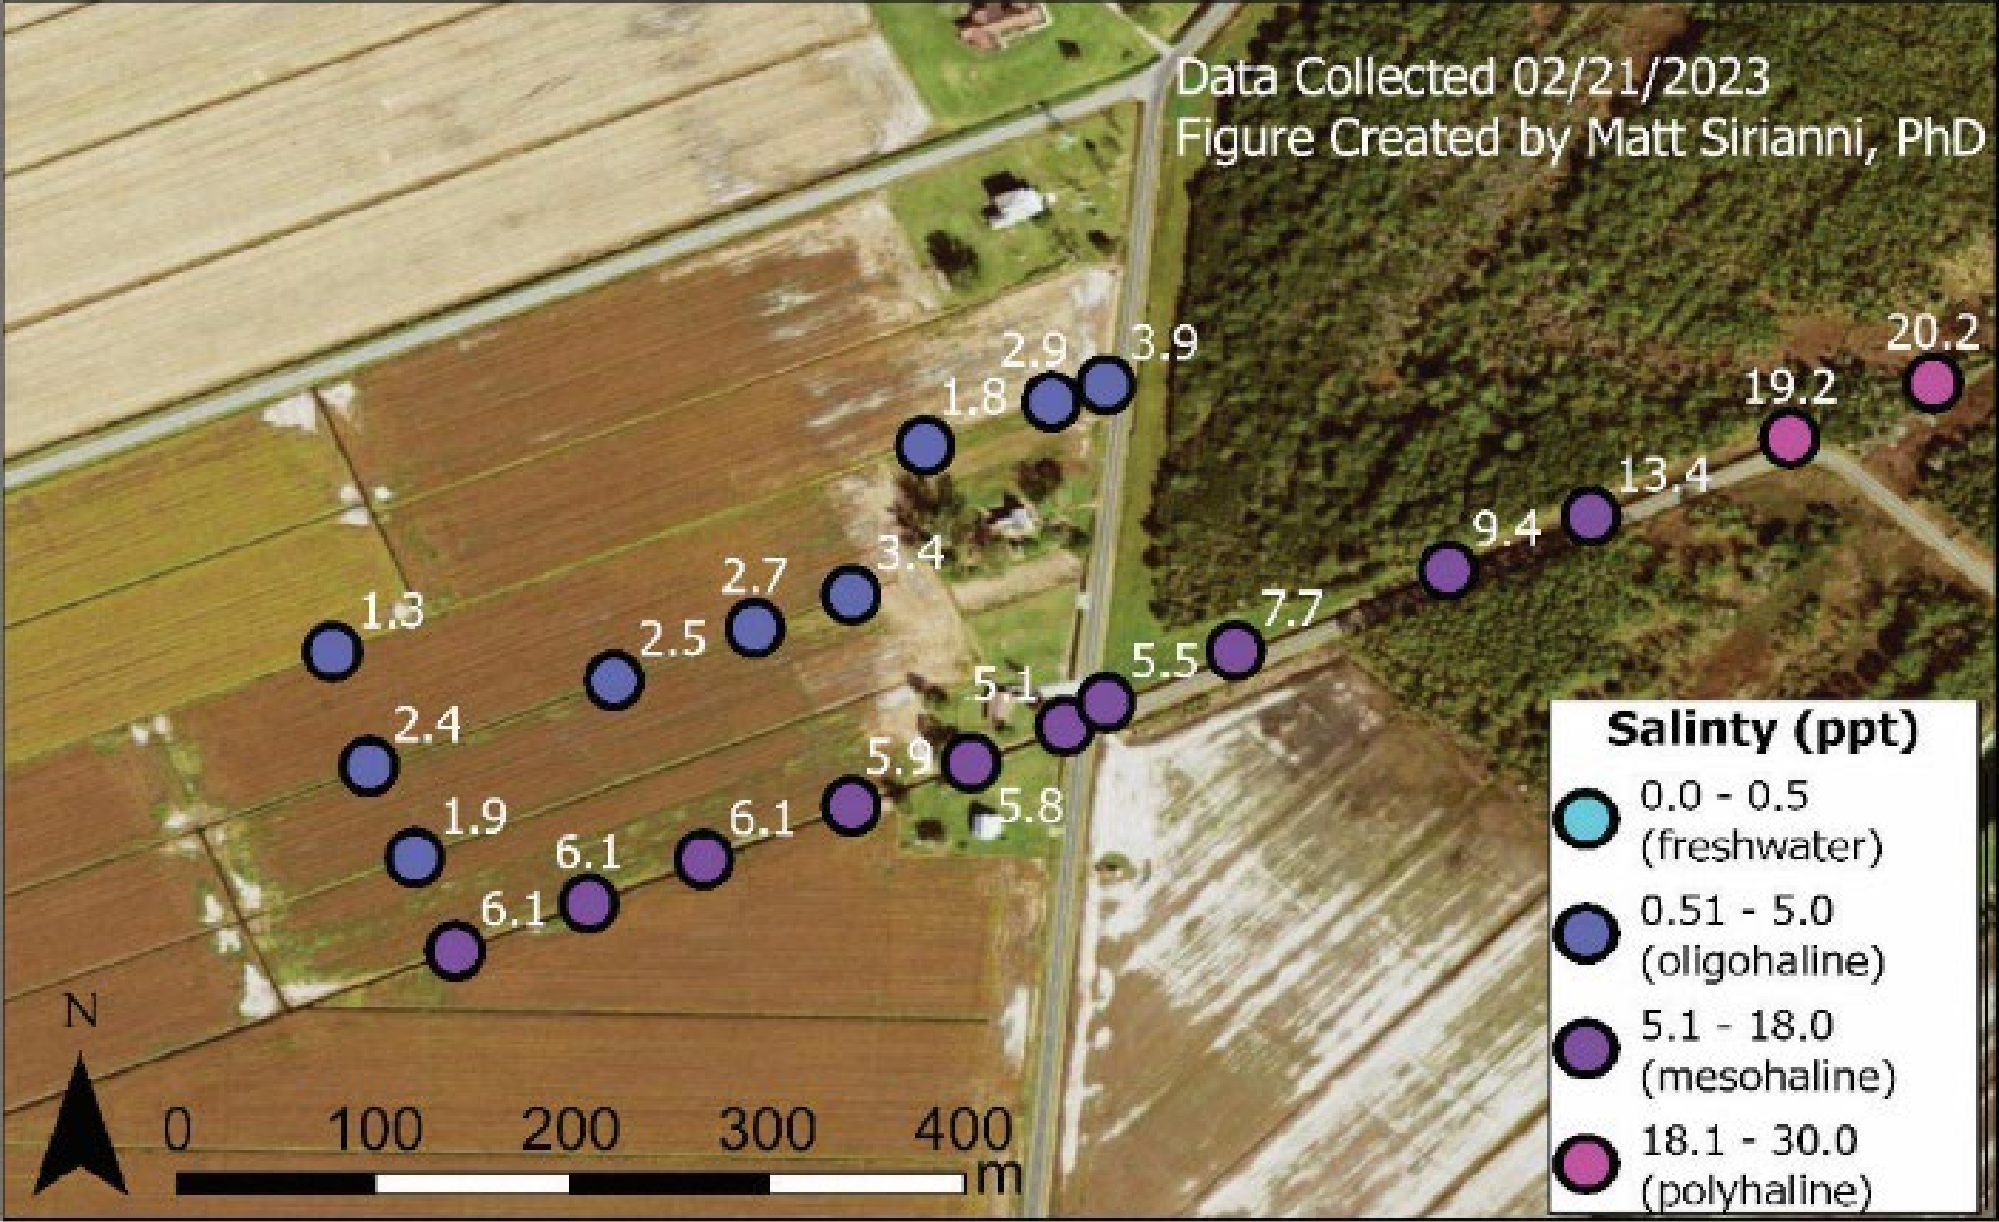 Data Collected 02/21/2023
Figure Created by Matt Sirianni, PhD
20.2
3.9
2.9
19.2
1.8
13.4
9.4
3.4
2.7
7.7
1.3
2.5
5.5
5.1
2.4
5.9
5.8
1.9
6.1
6.1
6.1
Salinty (ppt)
0.0 - 0.5
(freshwater)
0.51 - 5.0
(oligohaline)
5.1 - 18.0
(mesohaline)
18.1 - 30.0
(polyhaline)
N
0 100 200 300 400
m